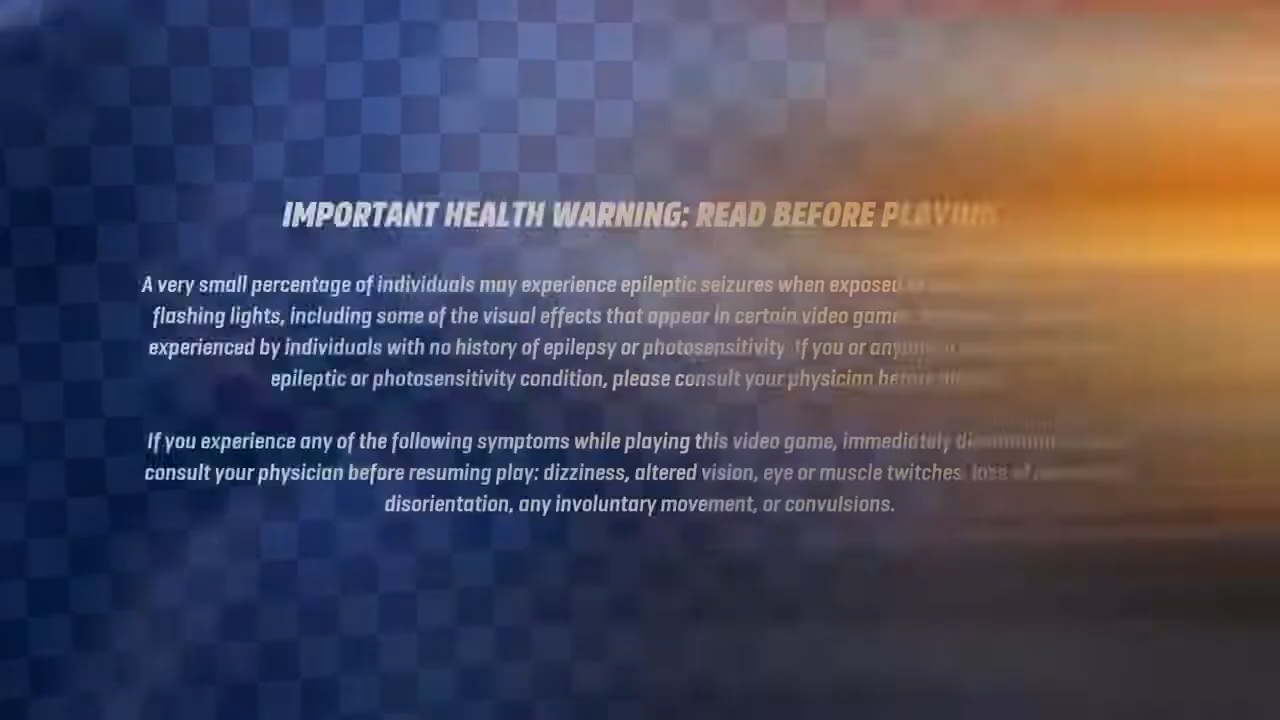 IMPORTANT HEALTH WARNING: READ BEFORE PLAYING
A very small percentage of individuals may experience epileptic seizures when exposed
flashing lights, including some of the visual effects that appear in certain video
experienced by individuals with no history of epilepsy or photosensitivity. If you or
epileptic or photosensitivity condition, please consult your physician before
If you experience any of the following symptoms while playing this video game, immediately
consult your physician before resuming play: dizziness, altered vision, eye or muscle twitches, loss of
disorientation, any involuntary movement, or convulsions.